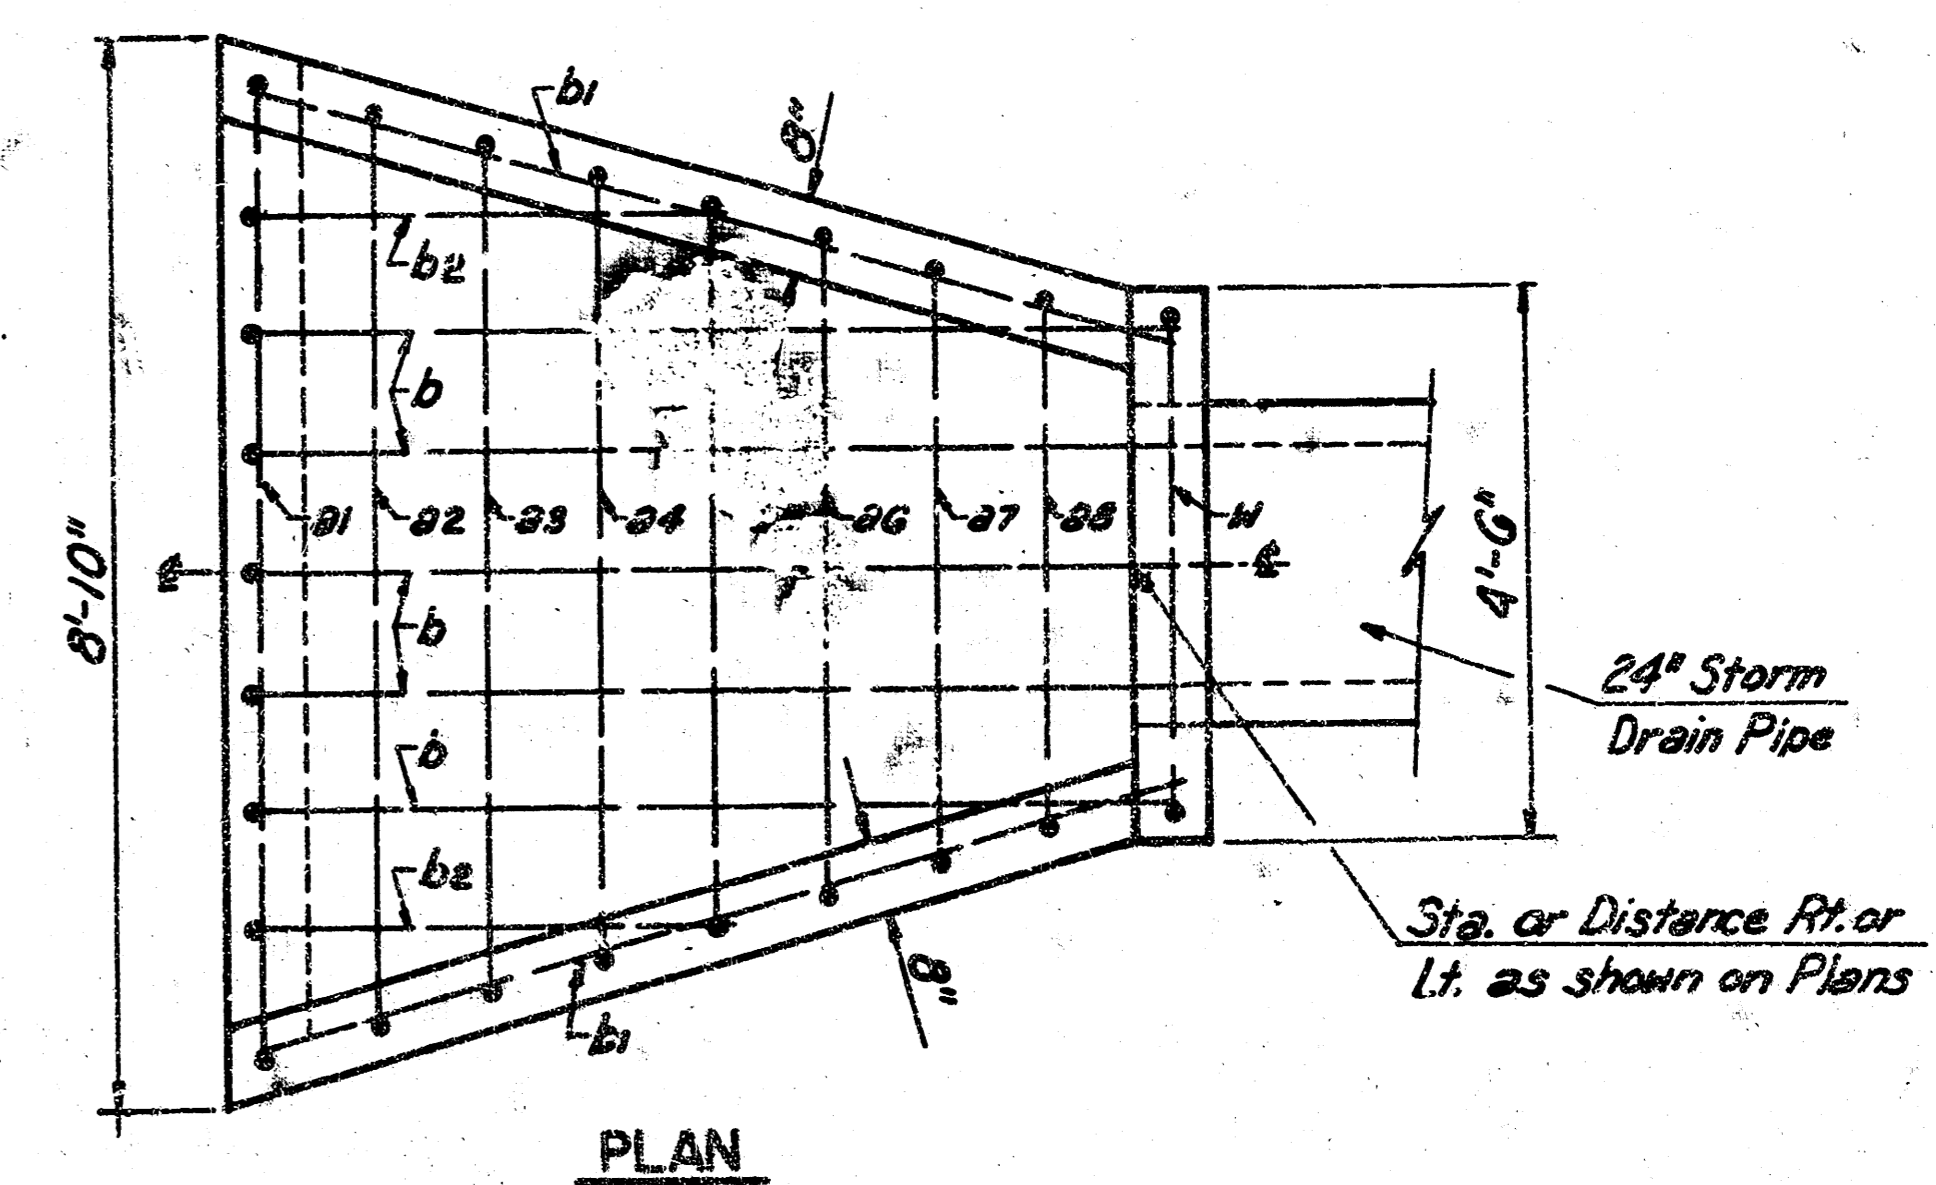 b1
8"
b2
b
a1 a2 a3 a4 a6 a7 a8 W
℄ ℄
8'-10"
4'-6"
b
24" Storm
Drain Pipe
b
b2
Sta. or Distance Rt. or
Lt. as shown on Plans
8"
b1
PLAN